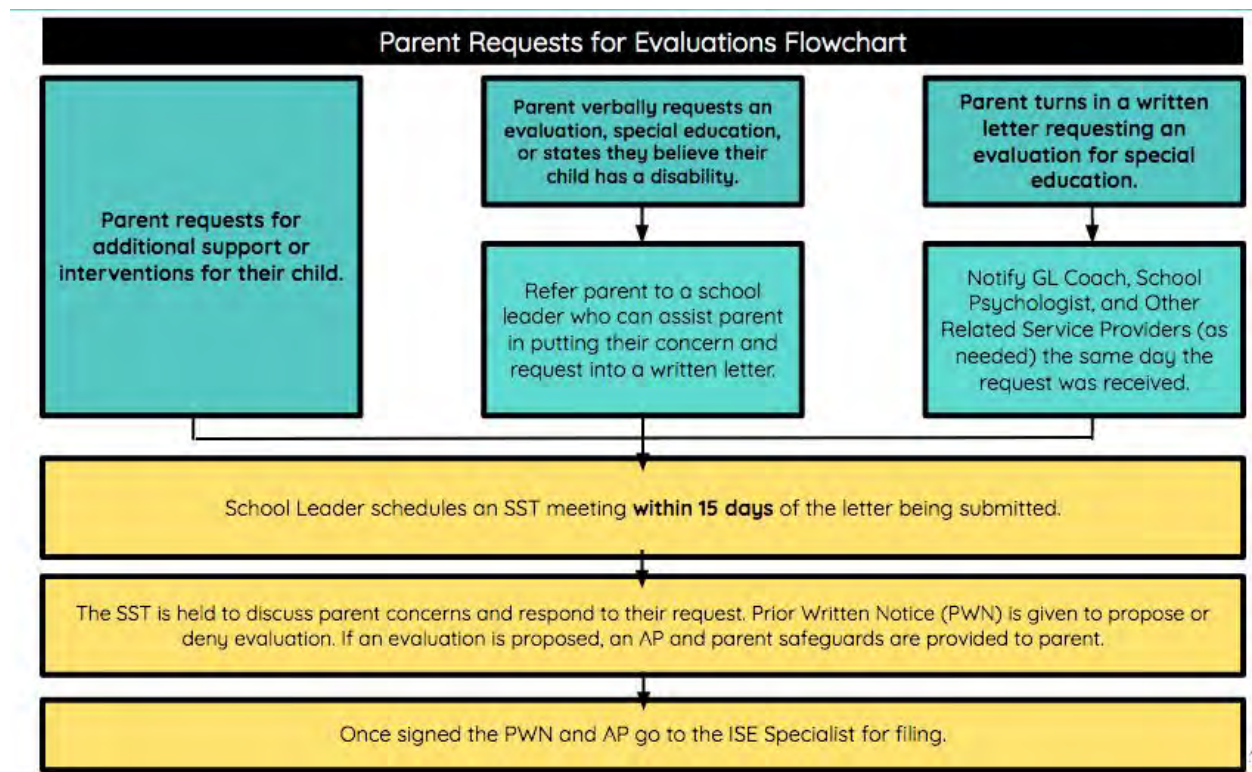 Parent Requests for Evaluations Flowchart
Parent requests for
additional support or
interventions for their child.
Parent verbally requests an
evaluation, special education,
or states they believe their
child has a disability.
Refer parent to a school
leader who can assist parent
in putting their concern and
request into a written letter.
Parent turns in a written
letter requesting an
evaluation for special
education.
Notify GL Coach, School
Psychologist, and Other
Related Service Providers (as
needed) the same day the
request was received.
School Leader schedules an SST meeting within 15 days of the letter being submitted.
The SST is held to discuss parent concerns and respond to their request. Prior Written Notice (PWN) is given to propose or
deny evaluation. If an evaluation is proposed, an AP and parent safeguards are provided to parent.
Once signed the PWN and AP go to the ISE Specialist for filing.